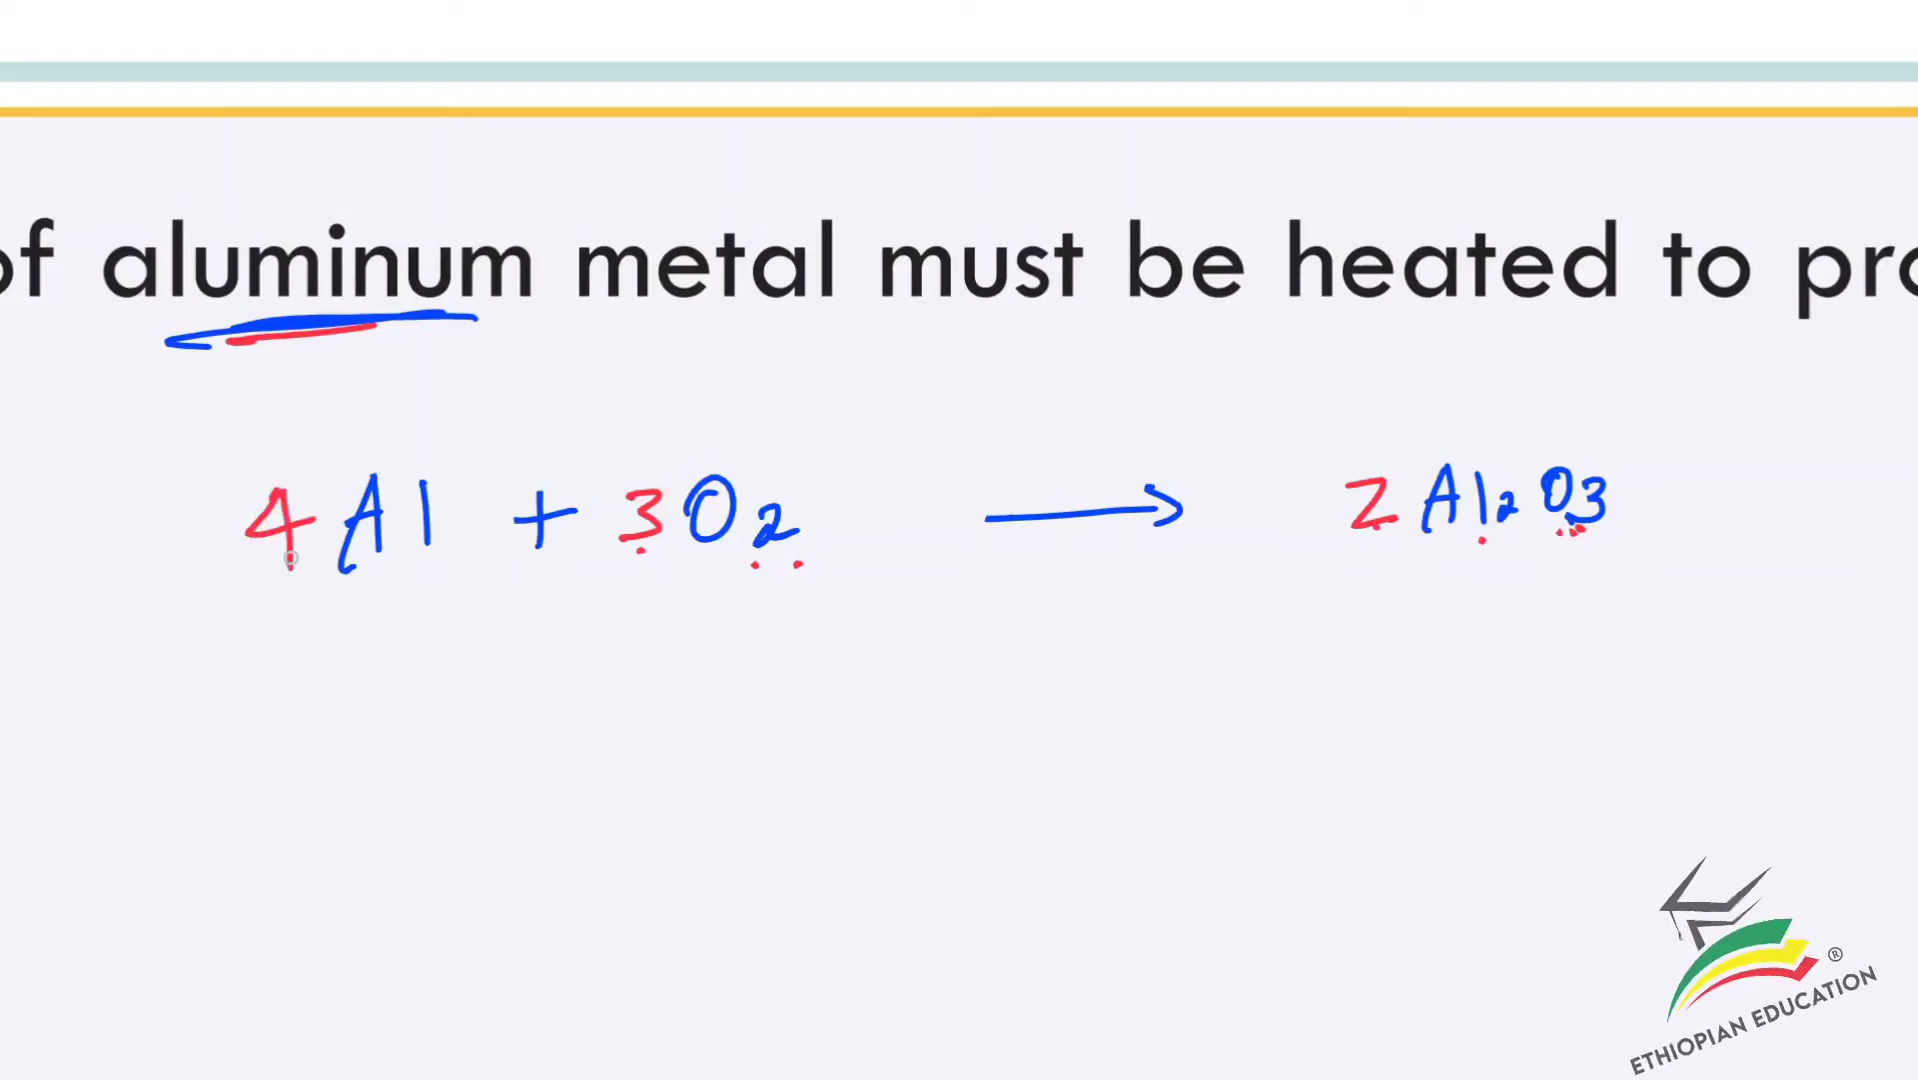 of aluminum metal must be heated to pro
4Al + 3O2 → 2Al2O3
ETHIOPIAN EDUCATION ®